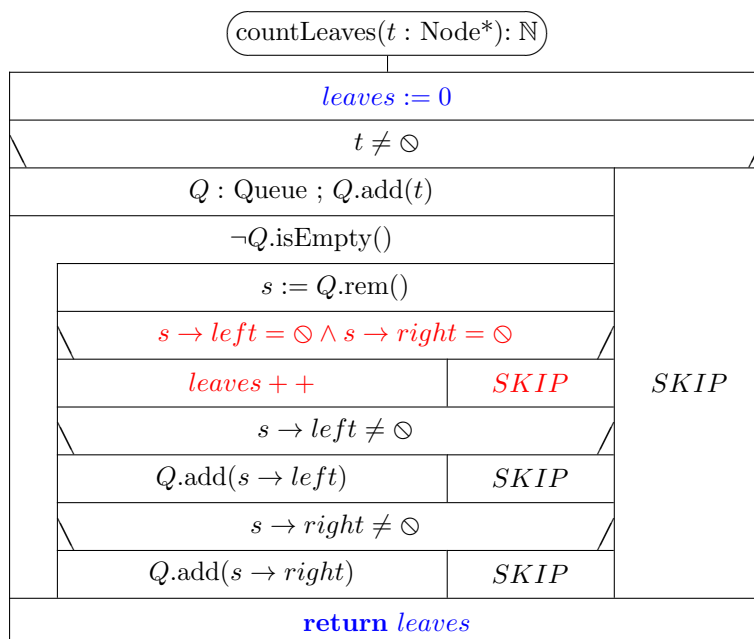 countLeaves(t : Node*): ℕ
leaves := 0
t ≠ ⦸
Q : Queue ; Q.add(t)
¬Q.isEmpty()
s := Q.rem()
s → left = ⦸ ∧ s → right = ⦸
leaves + + SKIP SKIP
s → left ≠ ⦸
Q.add(s → left) SKIP
s → right ≠ ⦸
Q.add(s → right) SKIP
return leaves